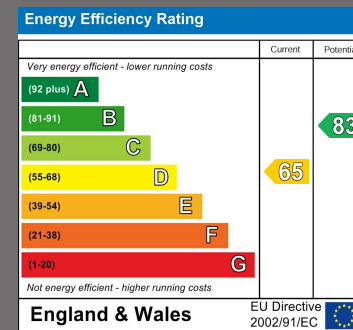 Energy Efficiency Rating
Current Potentia
Very energy efficient - lower running costs
(92 plus) A
(81-91) B
83
(69-80) C
(55-68) D
65
(39-54) E
(21-38) F
(1-20) G
Not energy efficient - higher running costs
England & Wales
EU Directive
2002/91/EC